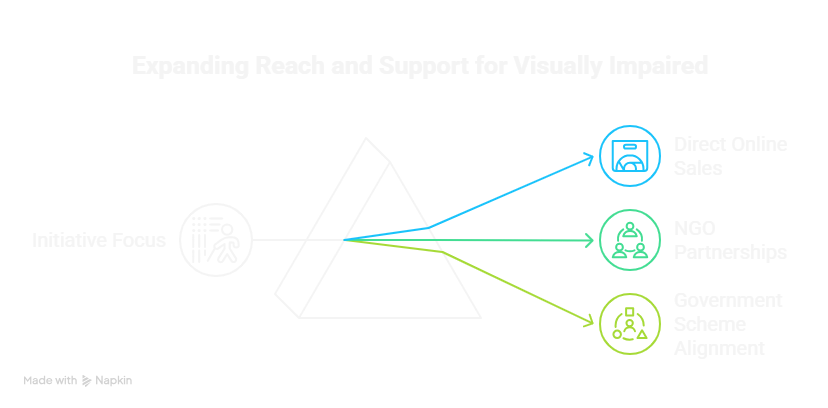 Expanding Reach and Support for Visually Impaired
Direct Online
Sales
Initiative Focus
NGO
Partnerships
Government
Scheme
Alignment
Made with Napkin